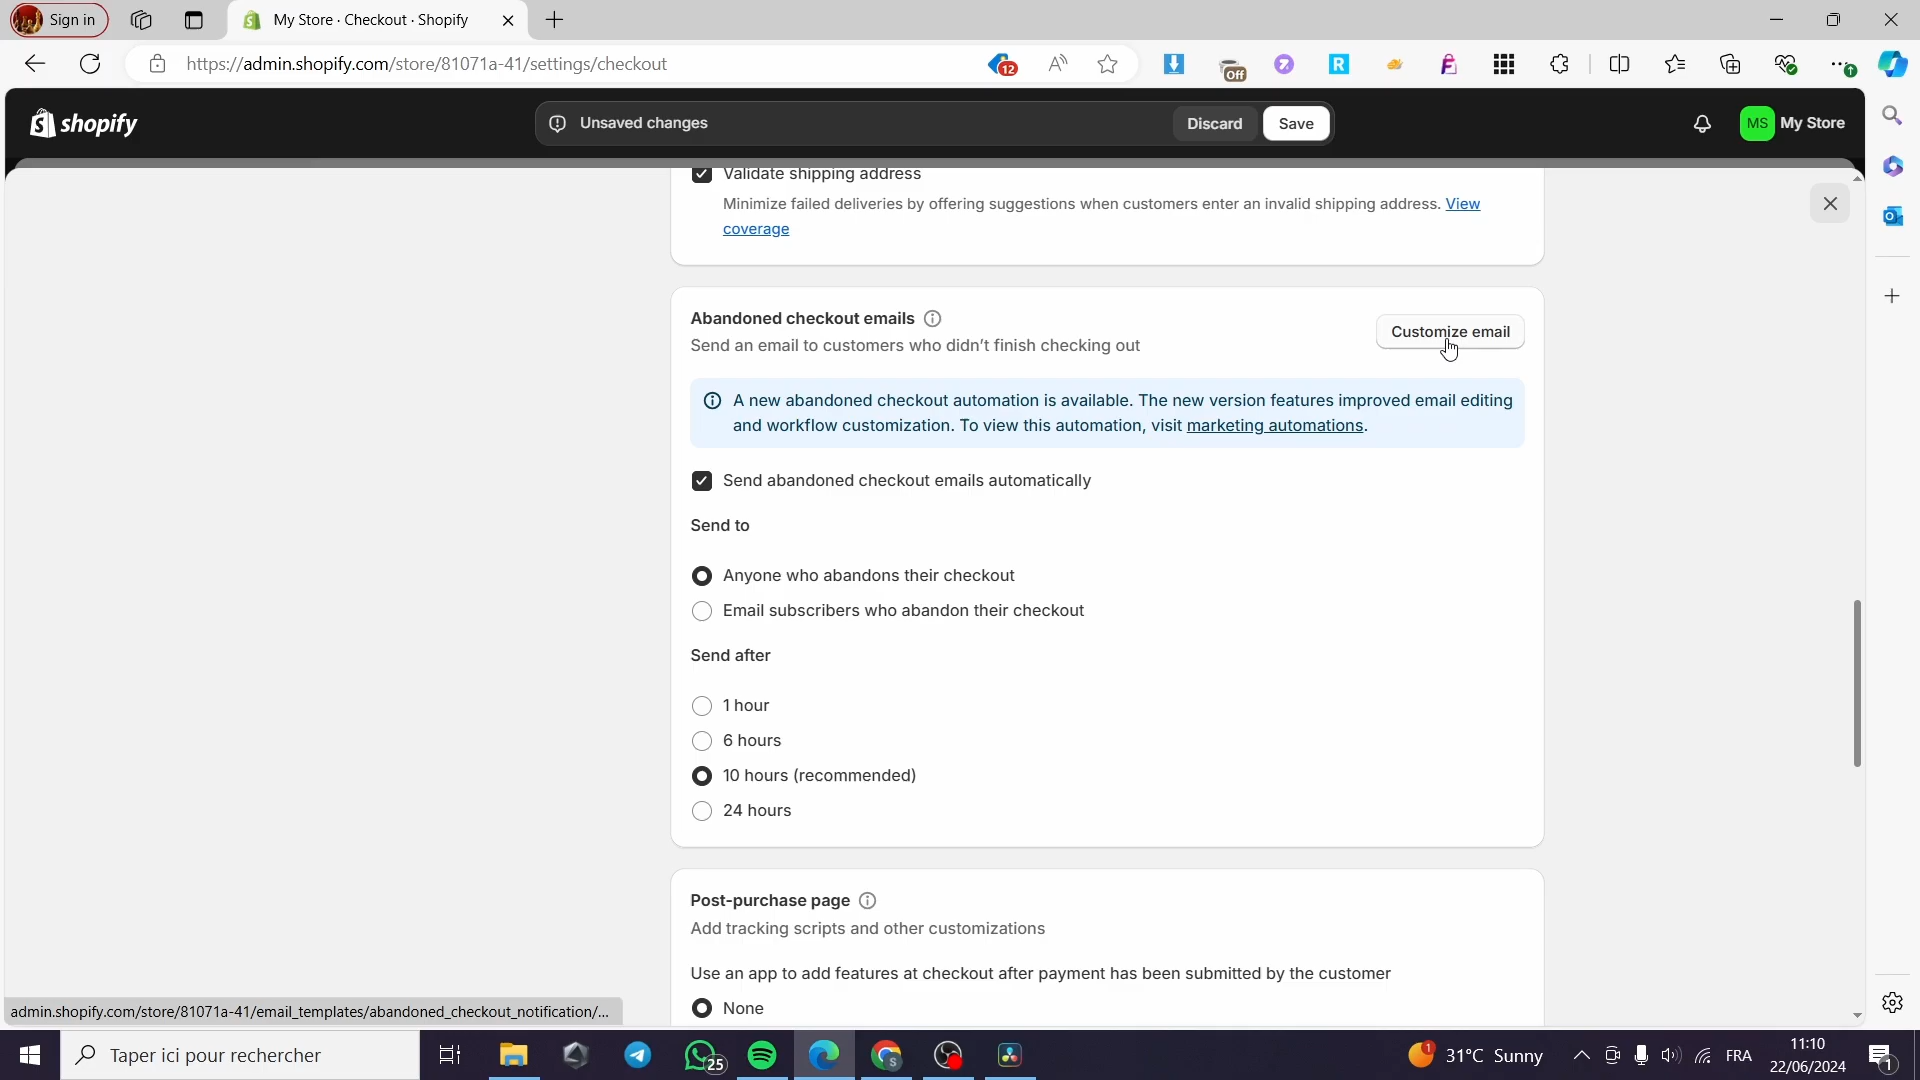 Sign in
My Store · Checkout · Shopify
https://admin.shopify.com/store/81071a-41/settings/checkout
12
Off
shopify
Unsaved changes
Discard
Save
MS
My Store
Validate shipping address
Minimize failed deliveries by offering suggestions when customers enter an invalid shipping address. View
coverage
Abandoned checkout emails
Customize email
Send an email to customers who didn’t finish checking out
A new abandoned checkout automation is available. The new version features improved email editing
and workflow customization. To view this automation, visit marketing automations.
Send abandoned checkout emails automatically
Send to
Anyone who abandons their checkout
Email subscribers who abandon their checkout
Send after
1 hour
6 hours
10 hours (recommended)
24 hours
Post-purchase page
Add tracking scripts and other customizations
Use an app to add features at checkout after payment has been submitted by the customer
None
admin.shopify.com/store/81071a-41/email_templates/abandoned_checkout_notification/...
Taper ici pour rechercher
25
1
31°C Sunny
FRA
11:10
22/06/2024
1